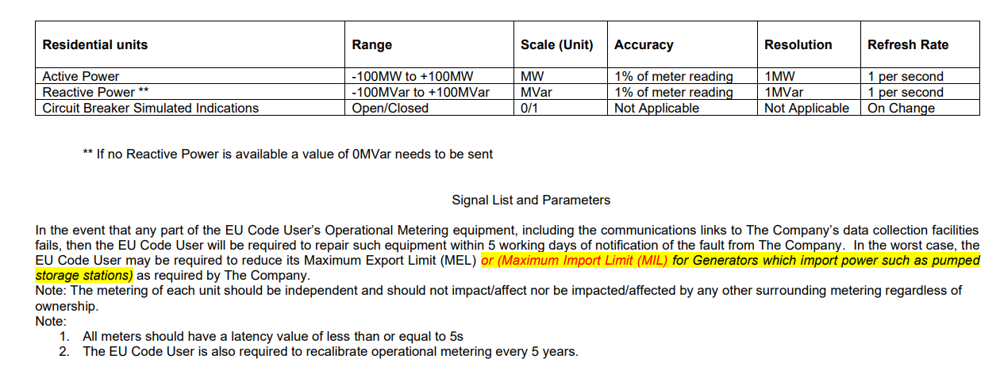 Residential units Range Scale (Unit) Accuracy Resolution Refresh Rate
Active Power -100MW to +100MW MW 1% of meter reading 1MW 1 per second
Reactive Power ** -100MVar to +100MVar MVar 1% of meter reading 1MVar 1 per second
Circuit Breaker Simulated Indications Open/Closed 0/1 Not Applicable Not Applicable On Change
** If no Reactive Power is available a value of 0MVar needs to be sent
Signal List and Parameters
In the event that any part of the EU Code User's Operational Metering equipment, including the communications links to The Company's data collection facilities
fails, then the EU Code User will be required to repair such equipment within 5 working days of notification of the fault from The Company. In the worst case, the
EU Code User may be required to reduce its Maximum Export Limit (MEL) or (Maximum Import Limit (MIL) for Generators which import power such as pumped
storage stations) as required by The Company.
Note: The metering of each unit should be independent and should not impact/affect nor be impacted/affected by any other surrounding metering regardless of
ownership.
Note:
1. All meters should have a latency value of less than or equal to 5s
2. The EU Code User is also required to recalibrate operational metering every 5 years.